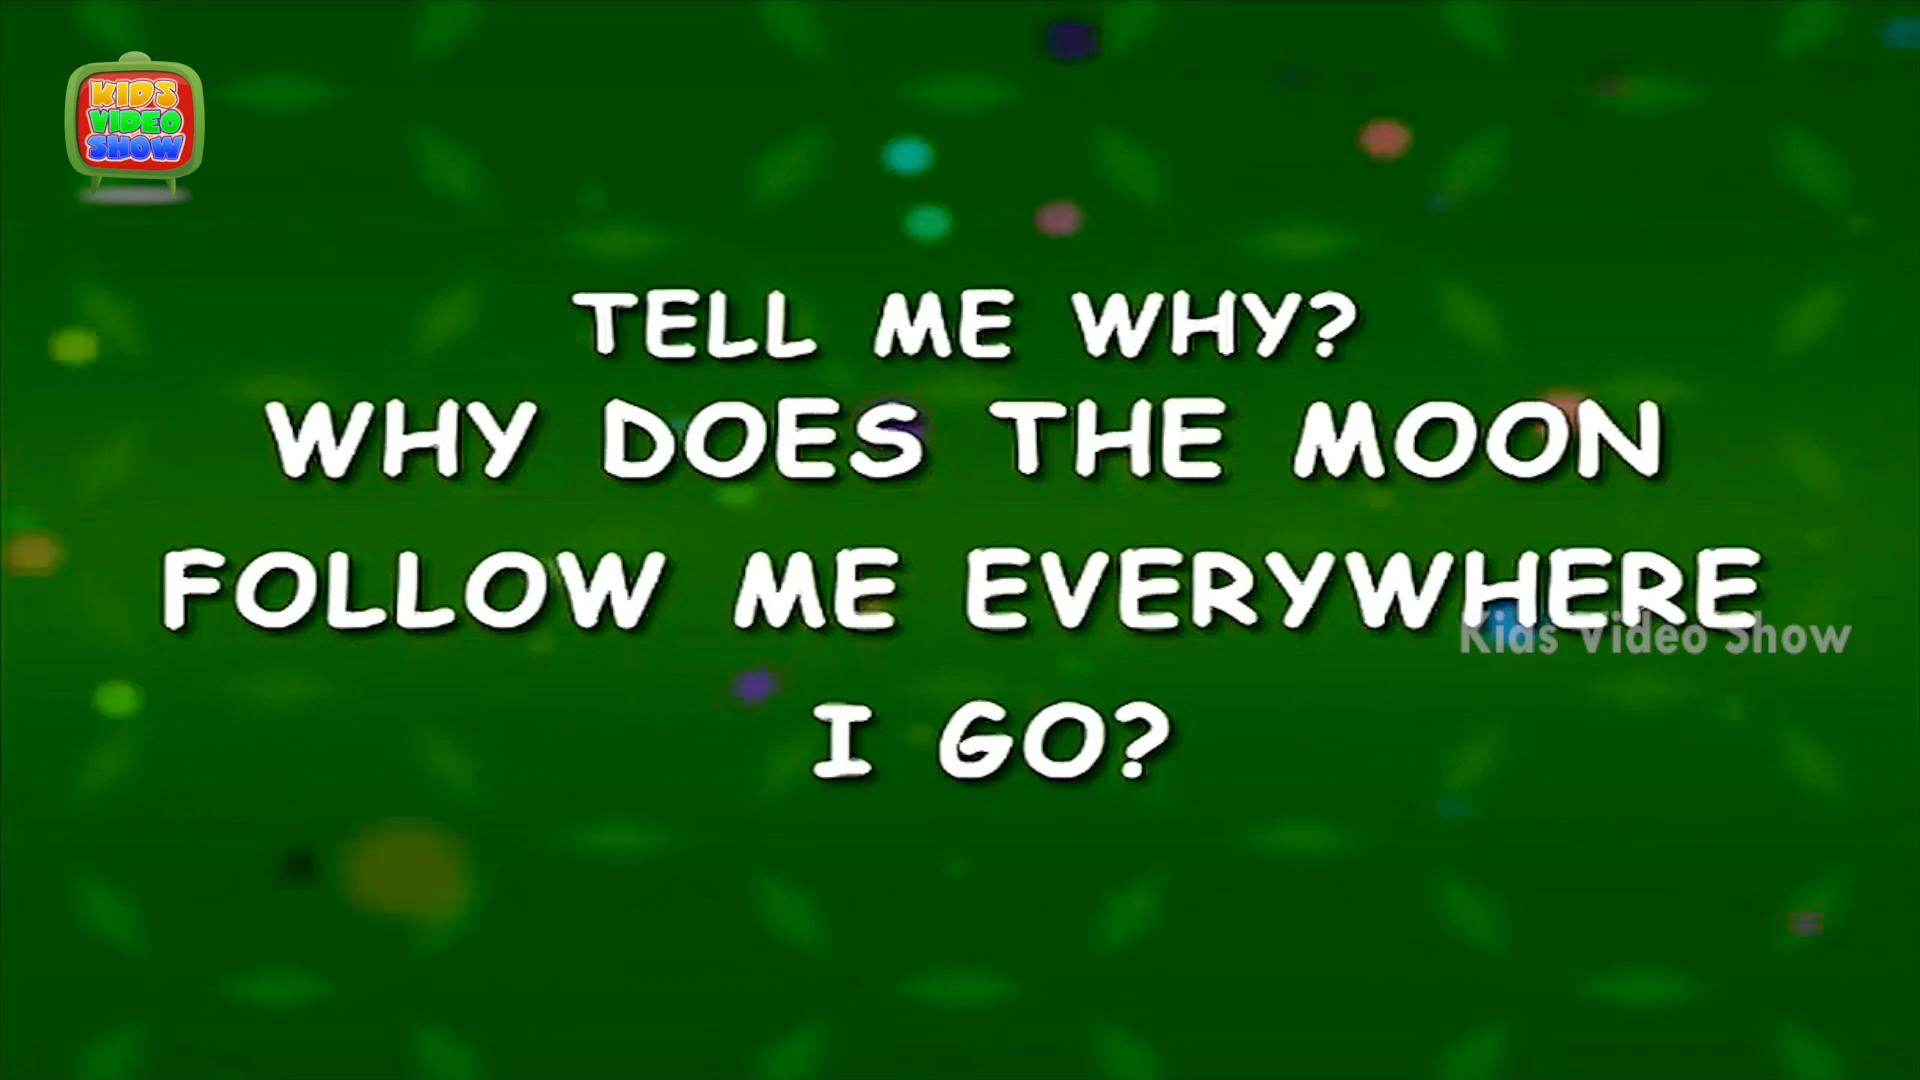 KIDS
VIDEO
SHOW
TELL ME WHY?
WHY DOES THE MOON
FOLLOW ME EVERYWHERE
Kids Video Show
I GO?